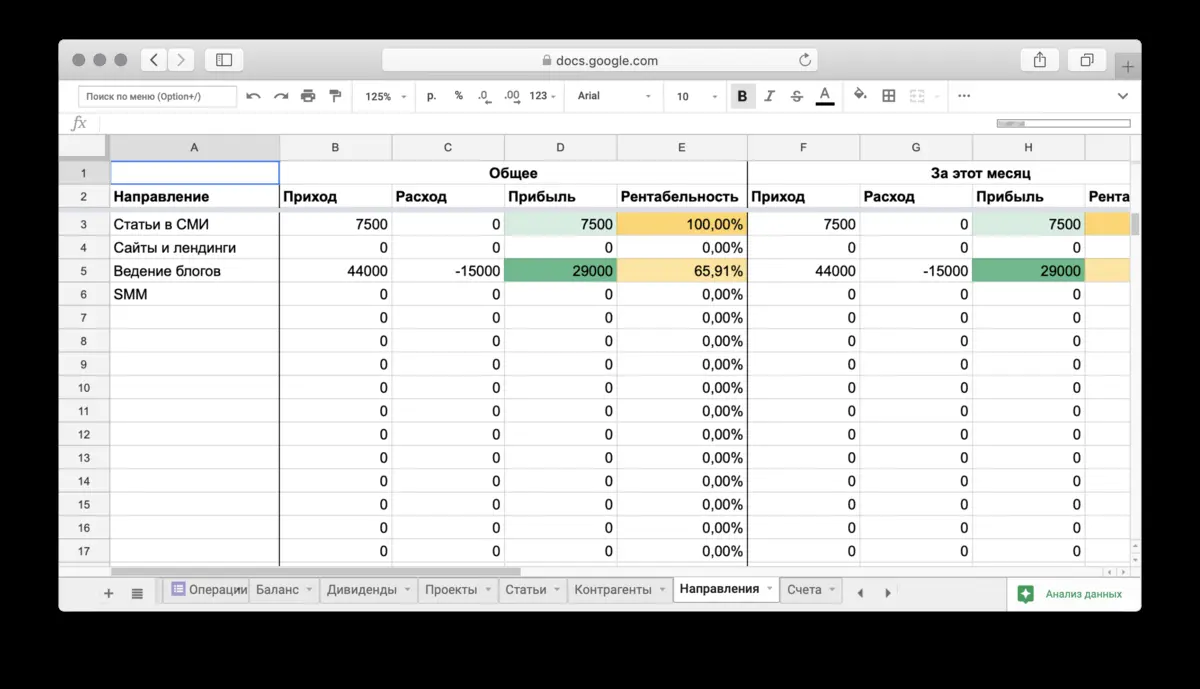 docs.google.com
Поиск по меню (Option+/) 125% р. % .0 .00 123 Arial 10 B I S A ...
fx
A B C D E F G H
1 Общее За этот месяц
2 Направление Приход Расход Прибыль Рентабельность Приход Расход Прибыль Рента
3 Статьи в СМИ 7500 0 7500 100,00% 7500 0 7500
4 Сайты и лендинги 0 0 0 0,00% 0 0 0
5 Ведение блогов 44000 -15000 29000 65,91% 44000 -15000 29000
6 SMM 0 0 0 0,00% 0 0 0
7 0 0 0 0,00% 0 0 0
8 0 0 0 0,00% 0 0 0
9 0 0 0 0,00% 0 0 0
10 0 0 0 0,00% 0 0 0
11 0 0 0 0,00% 0 0 0
12 0 0 0 0,00% 0 0 0
13 0 0 0 0,00% 0 0 0
14 0 0 0 0,00% 0 0 0
15 0 0 0 0,00% 0 0 0
16 0 0 0 0,00% 0 0 0
17 0 0 0 0,00% 0 0 0
Операции Баланс Дивиденды Проекты Статьи Контрагенты Направления Счета Анализ данных